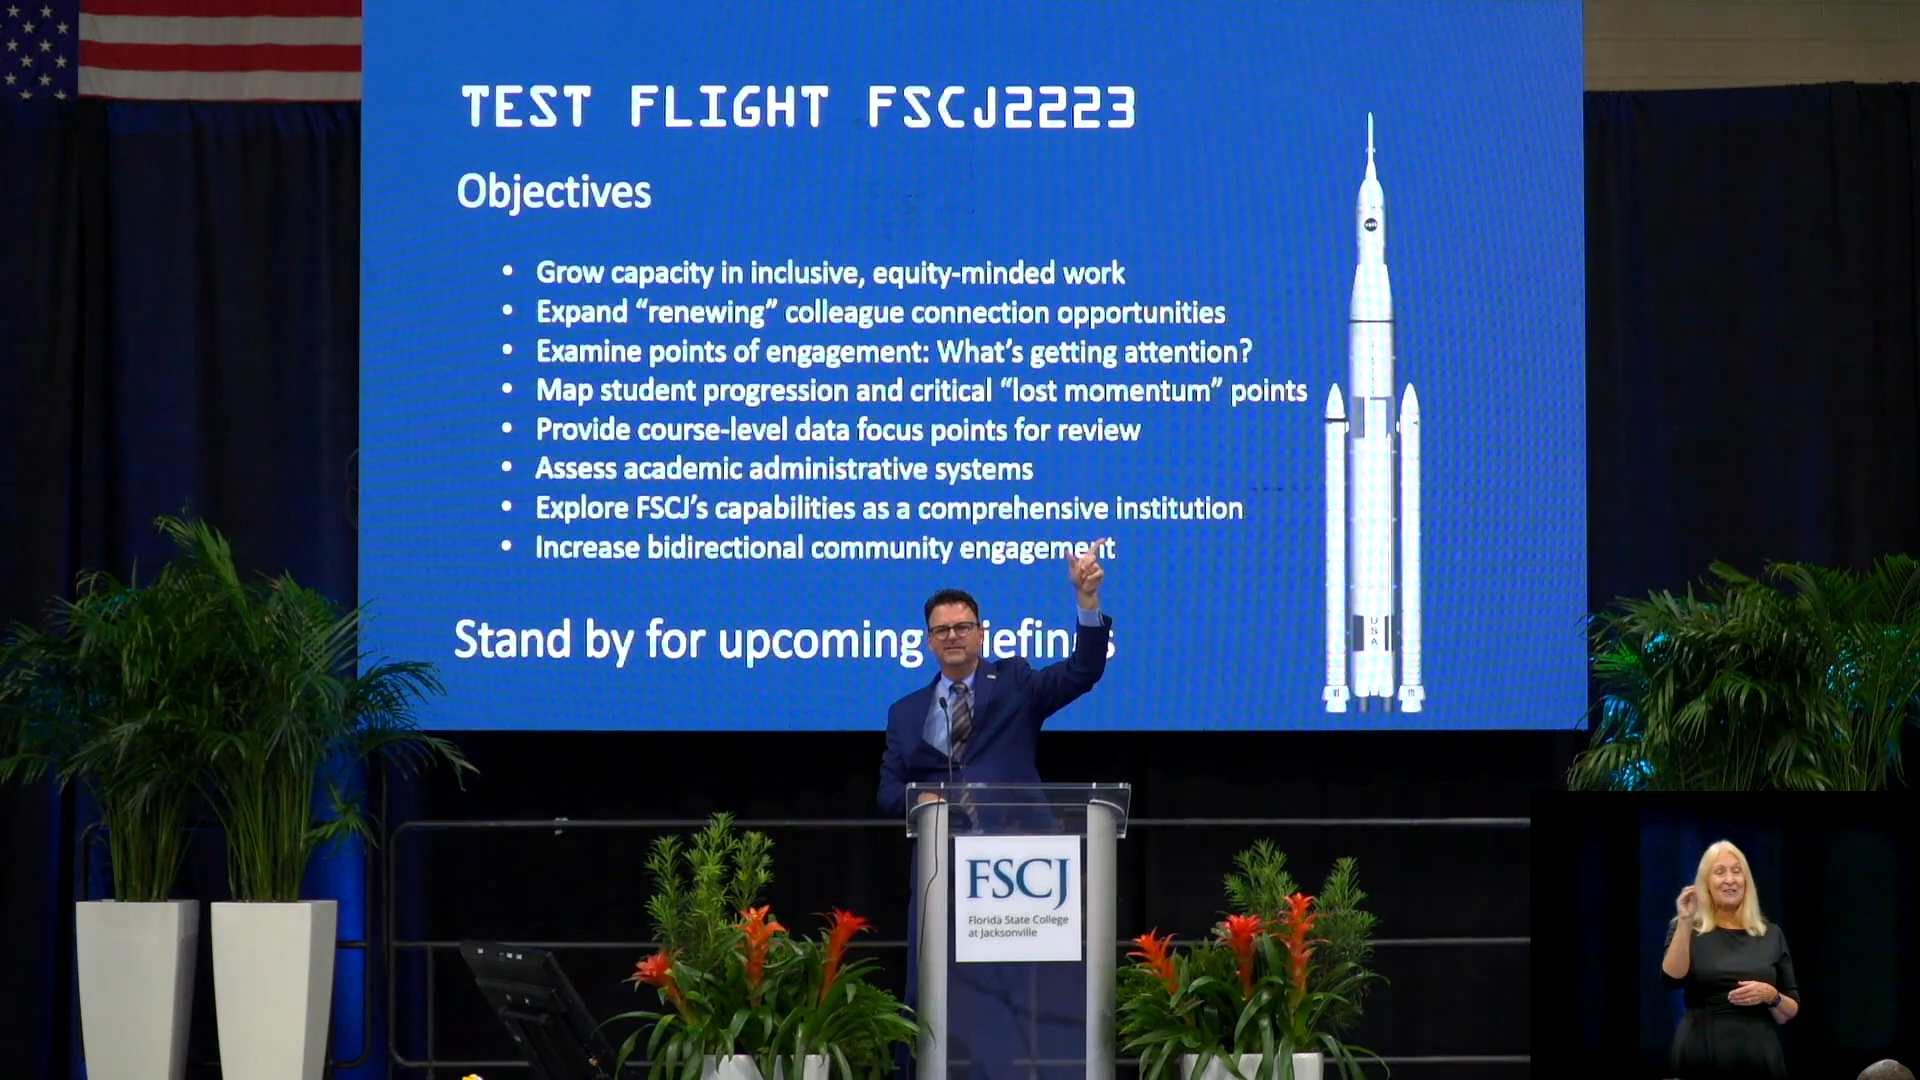 TEST FLIGHT FSCJ2223
Objectives
• Grow capacity in inclusive, equity-minded work
• Expand “renewing” colleague connection opportunities
• Examine points of engagement: What’s getting attention?
• Map student progression and critical “lost momentum” points
• Provide course-level data focus points for review
• Assess academic administrative systems
• Explore FSCJ’s capabilities as a comprehensive institution
• Increase bidirectional community engagement
Stand by for upcoming
USA
FSCJ
Florida State College
at Jacksonville